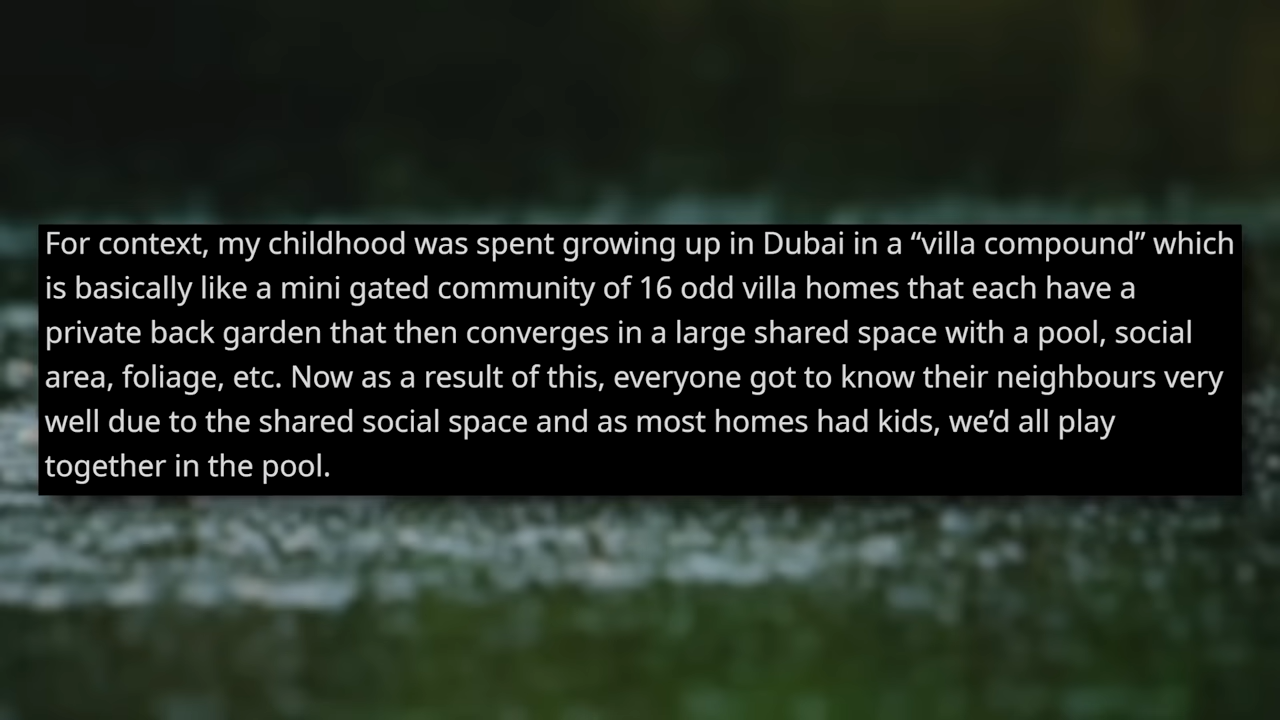 For context, my childhood was spent growing up in Dubai in a “villa compound” which
is basically like a mini gated community of 16 odd villa homes that each have a
private back garden that then converges in a large shared space with a pool, social
area, foliage, etc. Now as a result of this, everyone got to know their neighbours very
well due to the shared social space and as most homes had kids, we’d all play
together in the pool.